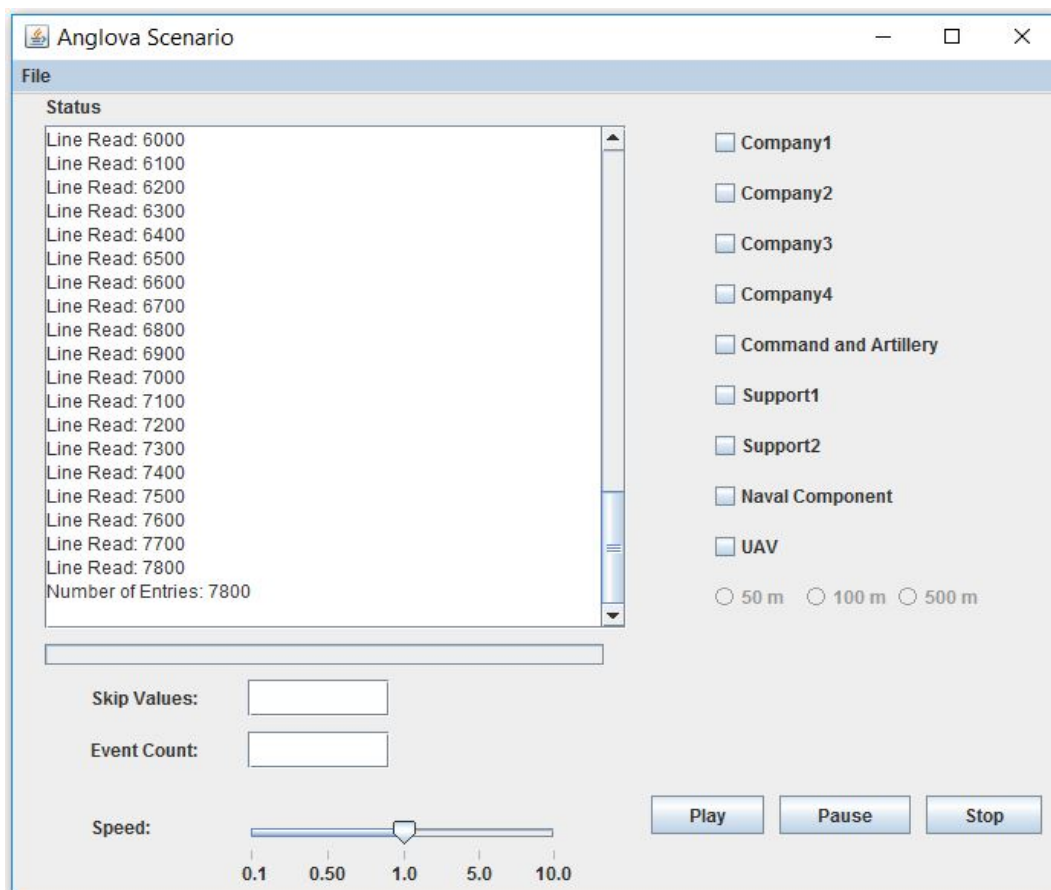 Anglova Scenario
File
Status
Line Read: 6000
Line Read: 6100
Line Read: 6200
Line Read: 6300
Line Read: 6400
Line Read: 6500
Line Read: 6600
Line Read: 6700
Line Read: 6800
Line Read: 6900
Line Read: 7000
Line Read: 7100
Line Read: 7200
Line Read: 7300
Line Read: 7400
Line Read: 7500
Line Read: 7600
Line Read: 7700
Line Read: 7800
Number of Entries: 7800
Company1
Company2
Company3
Company4
Command and Artillery
Support1
Support2
Naval Component
UAV
50 m 100 m 500 m
Skip Values:
Event Count:
Speed:
0.1 0.50 1.0 5.0 10.0
Play Pause Stop